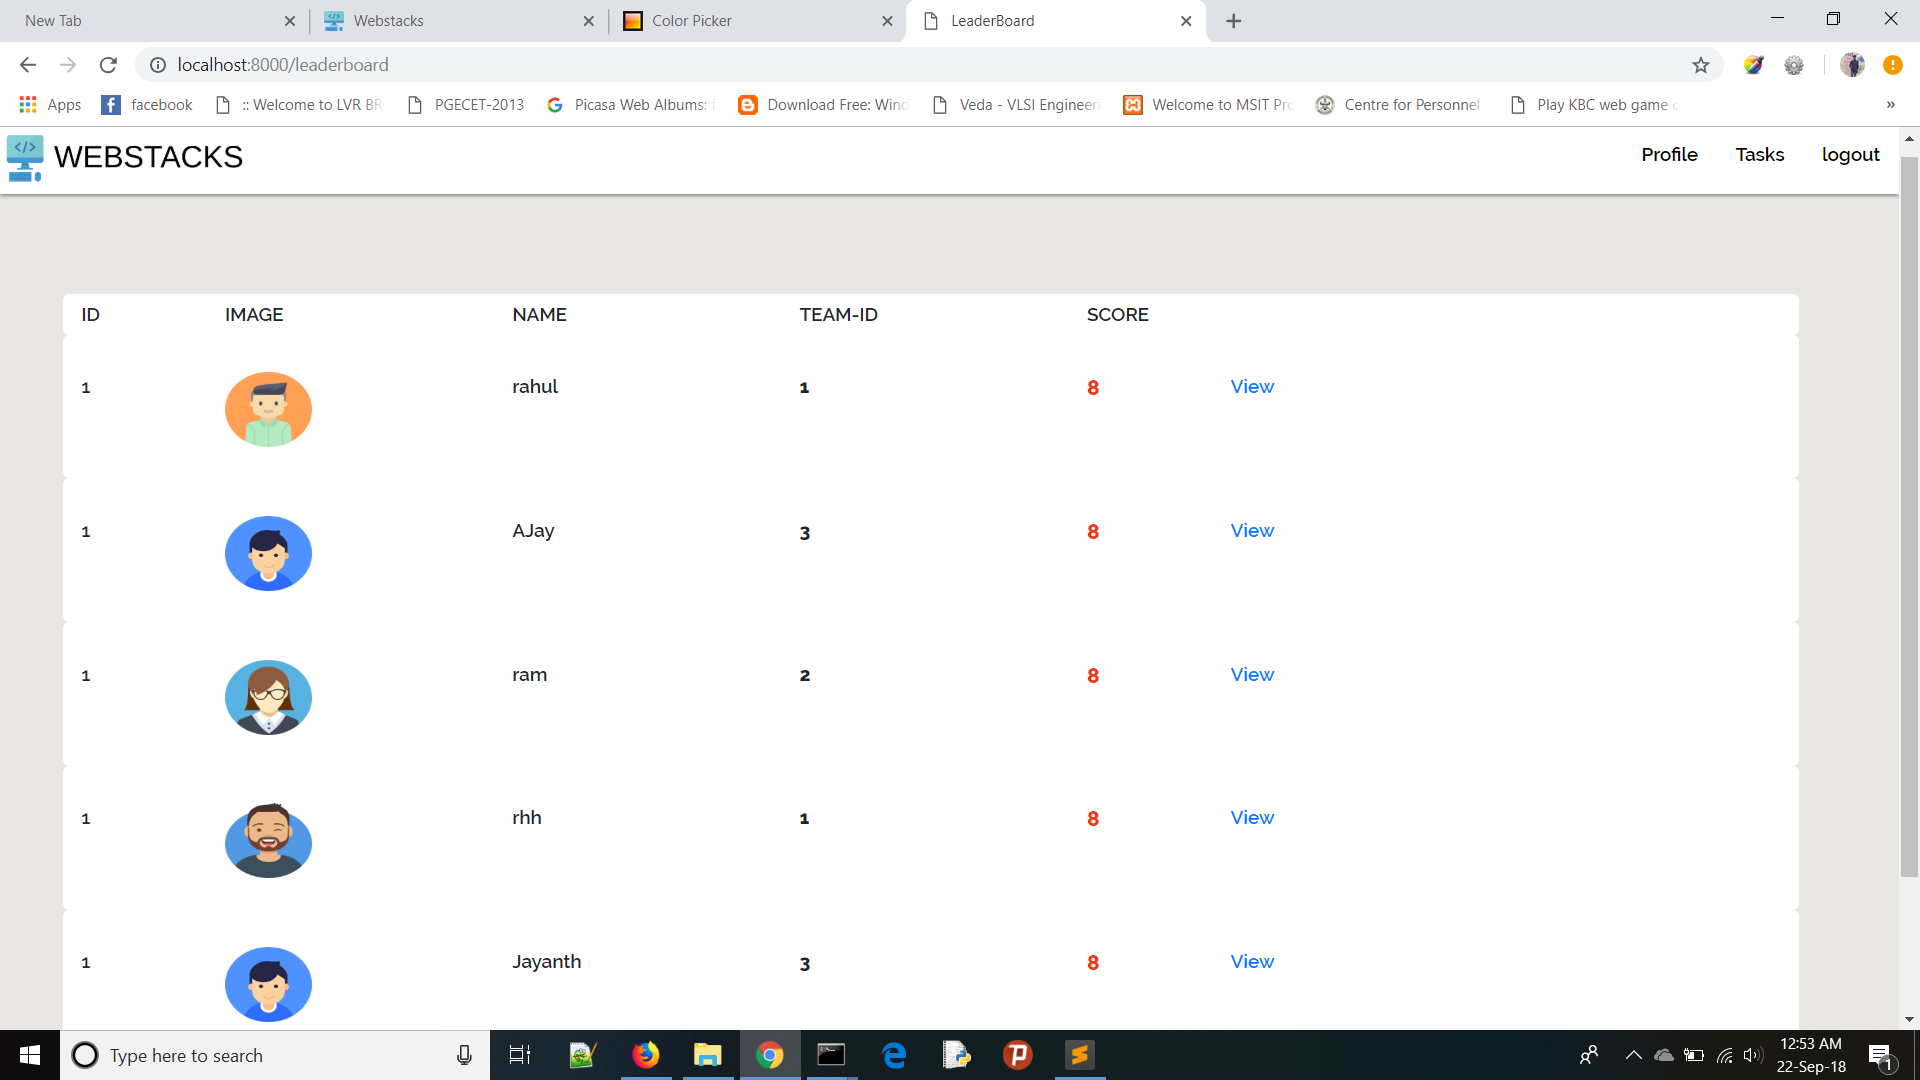 New Tab
Webstacks
Color Picker
LeaderBoard
localhost:8000/leaderboard
Apps
facebook
:: Welcome to LVR BR
PGECET-2013
Picasa Web Albums: f
Download Free: Wind
Veda - VLSI Engineeri
Welcome to MSIT Pro
Centre for Personnel
Play KBC web game o
»
</>
WEBSTACKS
Profile
Tasks
logout
ID IMAGE NAME TEAM-ID SCORE
1 rahul 1 8 View
1 AJay 3 8 View
1 ram 2 8 View
1 rhh 1 8 View
1 Jayanth 3 8 View
Type here to search
12:53 AM
22-Sep-18
1